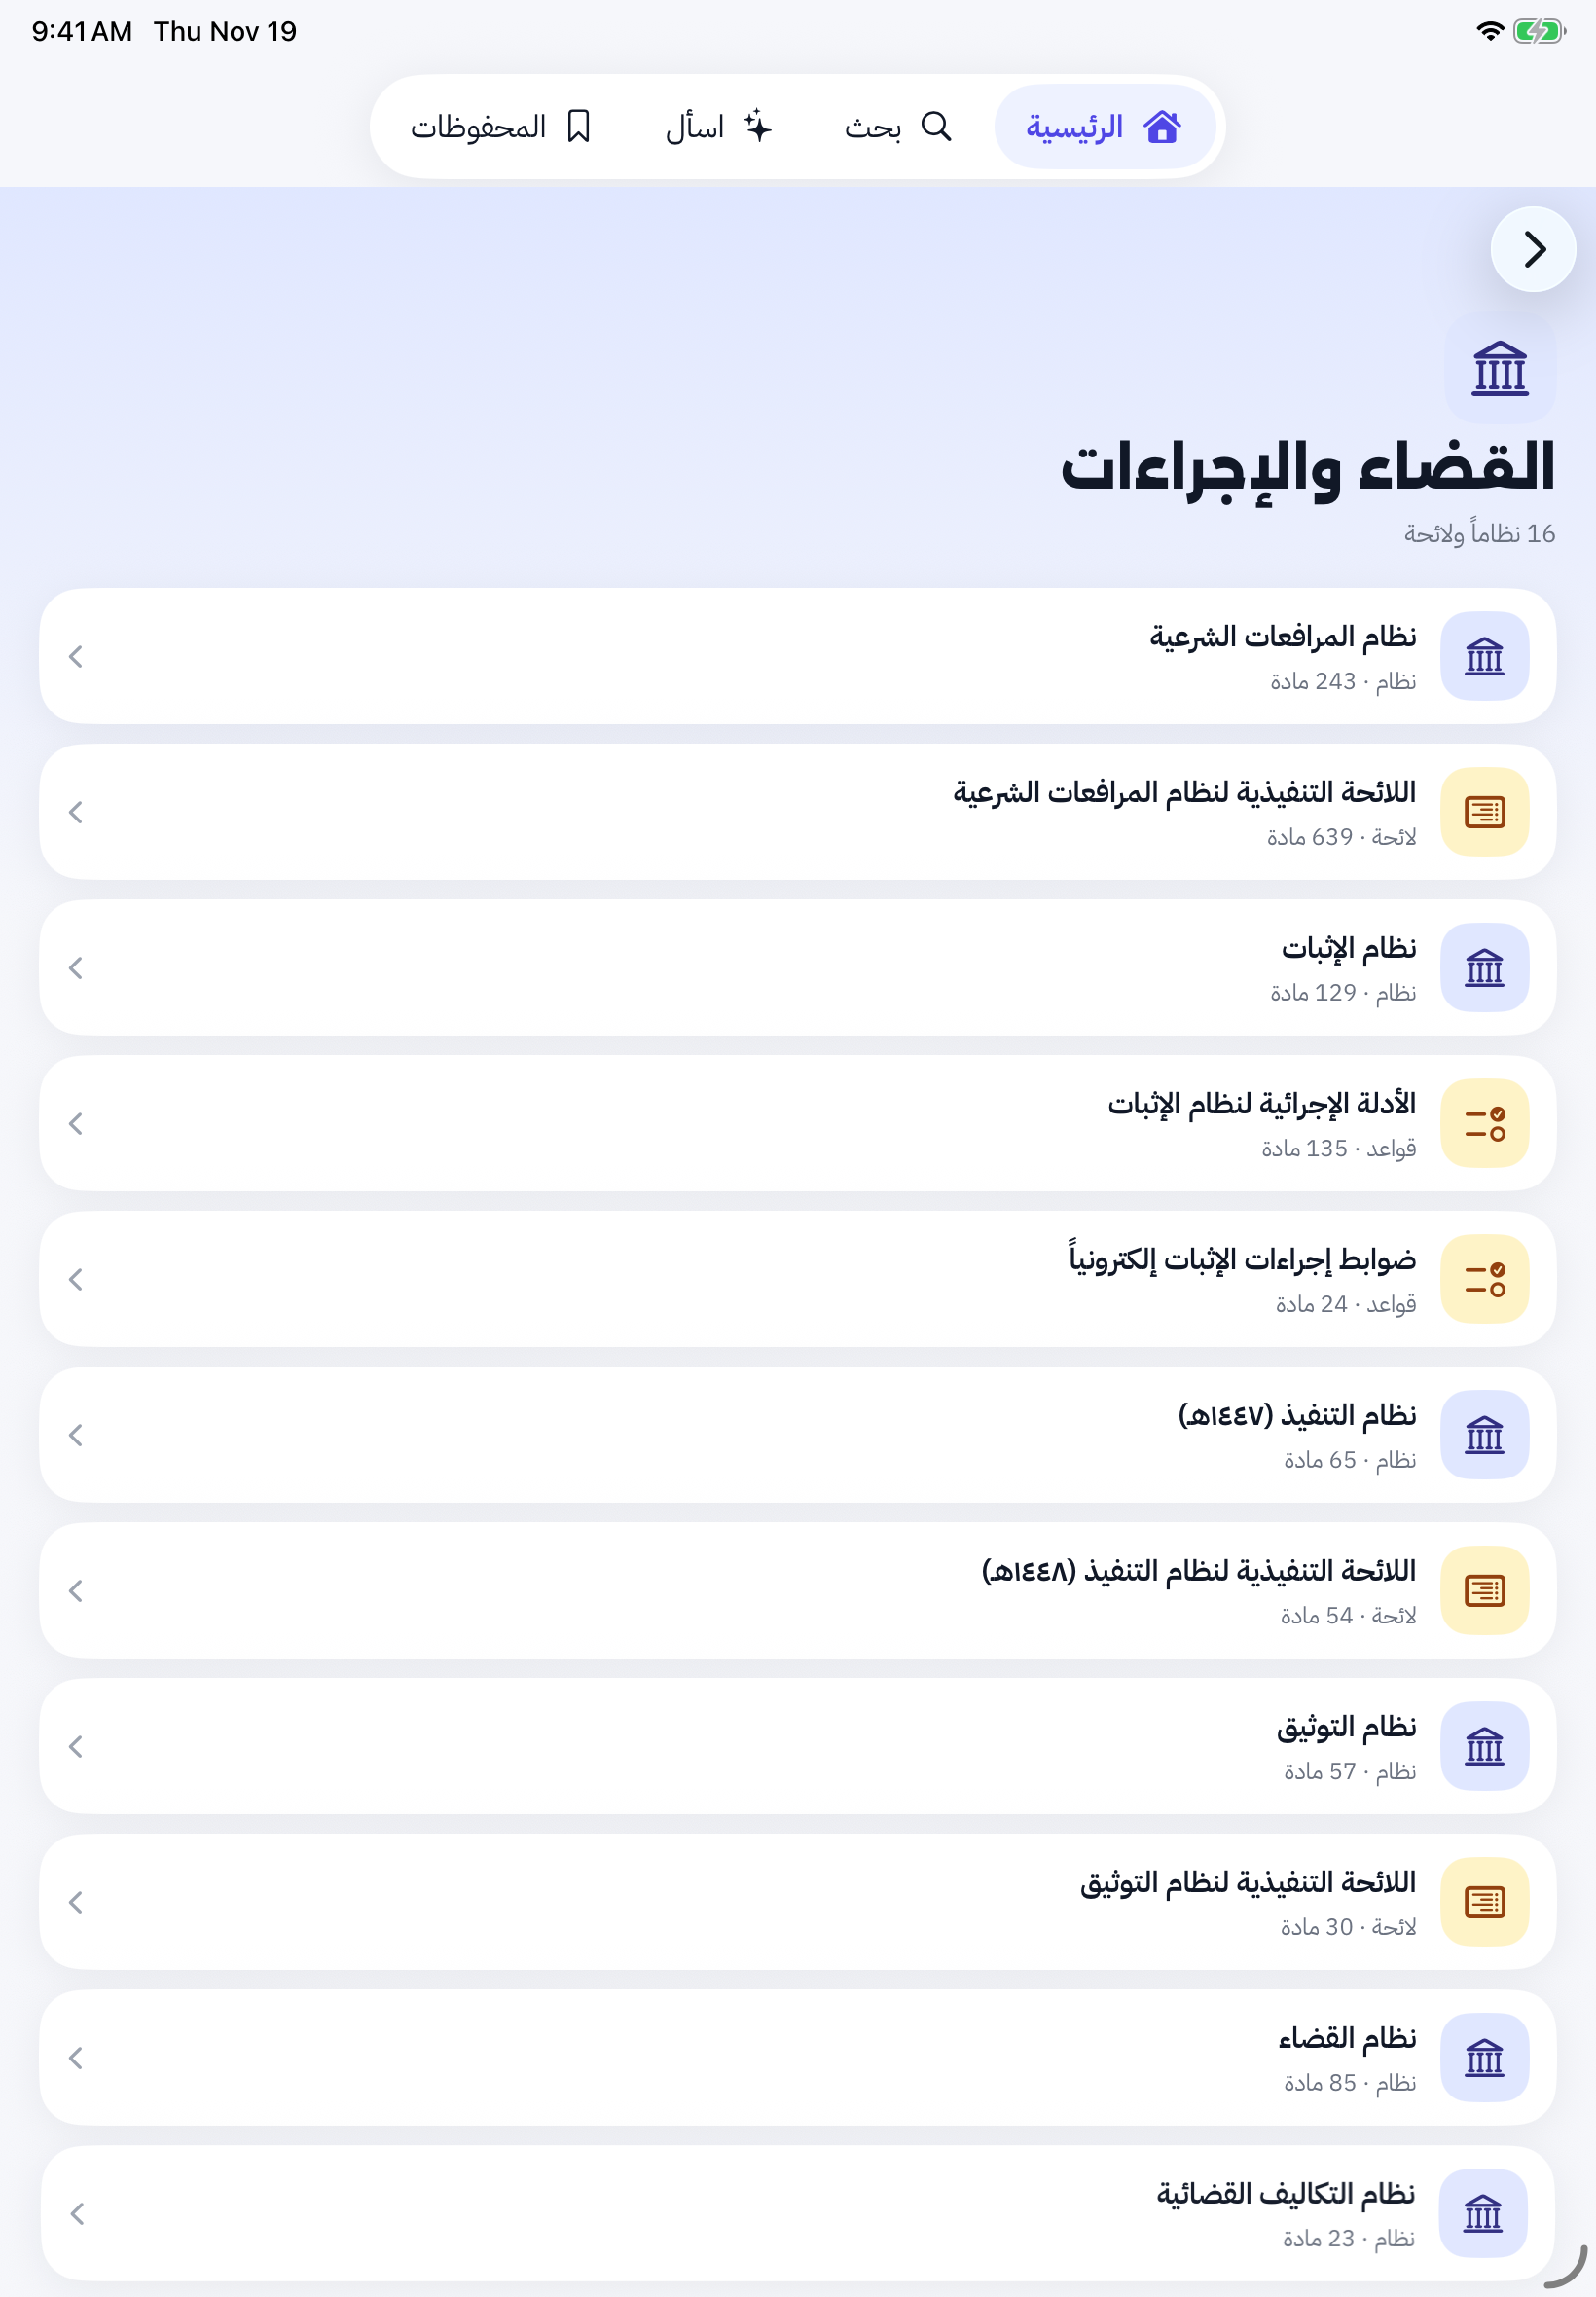 9:41 AM Thu Nov 19
الرئيسية
بحث
اسأل
المحفوظات
القضاء والإجراءات
16 نظاماً ولائحة
نظام المرافعات الشرعية
نظام · 243 مادة
اللائحة التنفيذية لنظام المرافعات الشرعية
لائحة · 639 مادة
نظام الإثبات
نظام · 129 مادة
الأدلة الإجرائية لنظام الإثبات
قواعد · 135 مادة
ضوابط إجراءات الإثبات إلكترونياً
قواعد · 24 مادة
نظام التنفيذ (١٤٤٧هـ)
نظام · 65 مادة
اللائحة التنفيذية لنظام التنفيذ (١٤٤٨هـ)
لائحة · 54 مادة
نظام التوثيق
نظام · 57 مادة
اللائحة التنفيذية لنظام التوثيق
لائحة · 30 مادة
نظام القضاء
نظام · 85 مادة
نظام التكاليف القضائية
نظام · 23 مادة